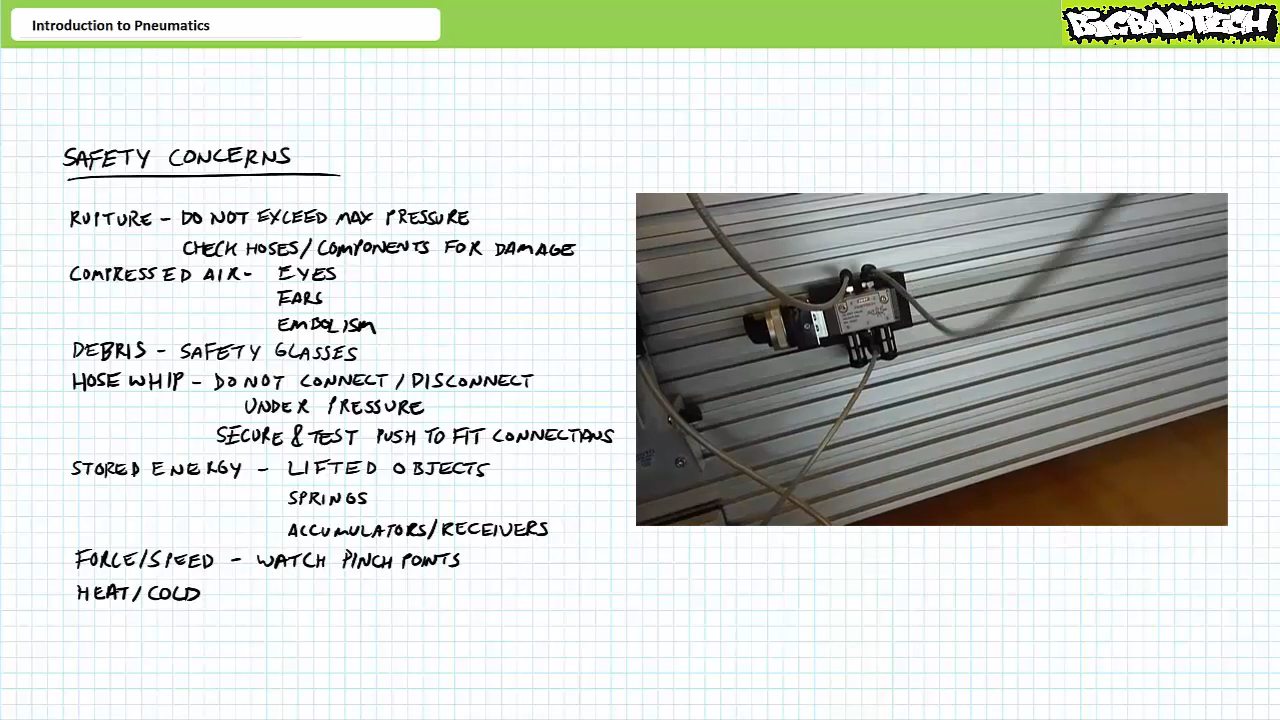 Introduction to Pneumatics
BIGBADTECH
SAFETY CONCERNS
RUPTURE - DO NOT EXCEED MAX PRESSURE
CHECK HOSES/COMPONENTS FOR DAMAGE
COMPRESSED AIR- EYES
EARS
EMBOLISM
DEBRIS - SAFETY GLASSES
HOSE WHIP - DO NOT CONNECT / DISCONNECT
UNDER PRESSURE
SECURE & TEST PUSH TO FIT CONNECTIONS
STORED ENERGY - LIFTED OBJECTS
SPRINGS
ACCUMULATORS/RECEIVERS
FORCE/SPEED - WATCH PINCH POINTS
HEAT/COLD